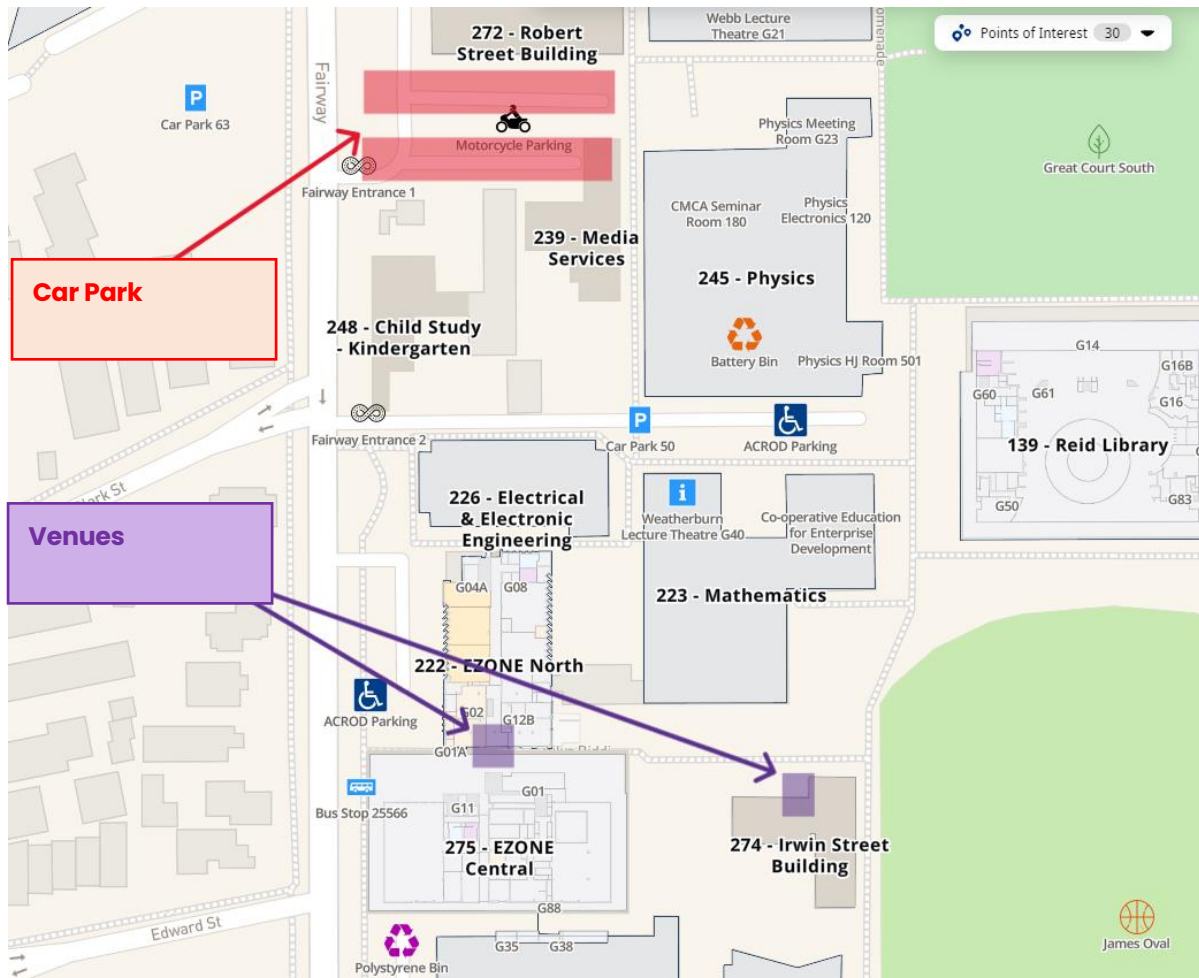 272 - Robert
Street Building
Webb Lecture
Theatre G21
Points of Interest 30
Fairway
P
Car Park 63
Motorcycle Parking
Fairway Entrance 1
Physics Meeting
Room G23
Great Court South
CMCA Seminar
Room 180
Physics
Electronics 120
239 - Media
Services
245 - Physics
Car Park
248 - Child Study
- Kindergarten
Battery Bin
Physics HJ Room 501
G14
G16B
G60
G61
G16
Fairway Entrance 2
P
Car Park 50
ACROD Parking
139 - Reid Library
G50
G83
226 - Electrical
& Electronic
Engineering
i
Weatherburn
Lecture Theatre G40
Co-operative Education
for Enterprise
Development
Venues
G04A
G08
223 - Mathematics
222 - EZONE North
ACROD Parking
G02
G12B
G01A
Bus Stop 25566
G01
G11
275 - EZONE
Central
274 - Irwin Street
Building
G88
Edward St
G35
G38
Polystyrene Bin
James Oval